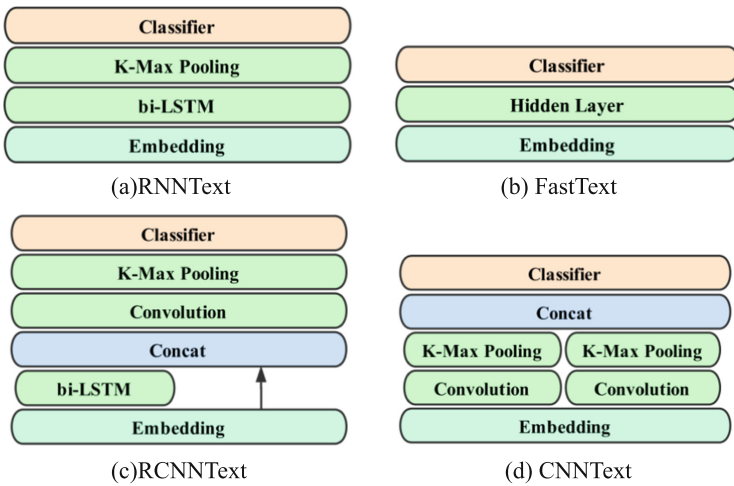 Classifier
K-Max Pooling
bi-LSTM
Embedding
(a)RNNText
Classifier
Hidden Layer
Embedding
(b) FastText
Classifier
K-Max Pooling
Convolution
Concat
bi-LSTM
Embedding
(c)RCNNText
Classifier
Concat
K-Max Pooling K-Max Pooling
Convolution Convolution
Embedding
(d) CNNText